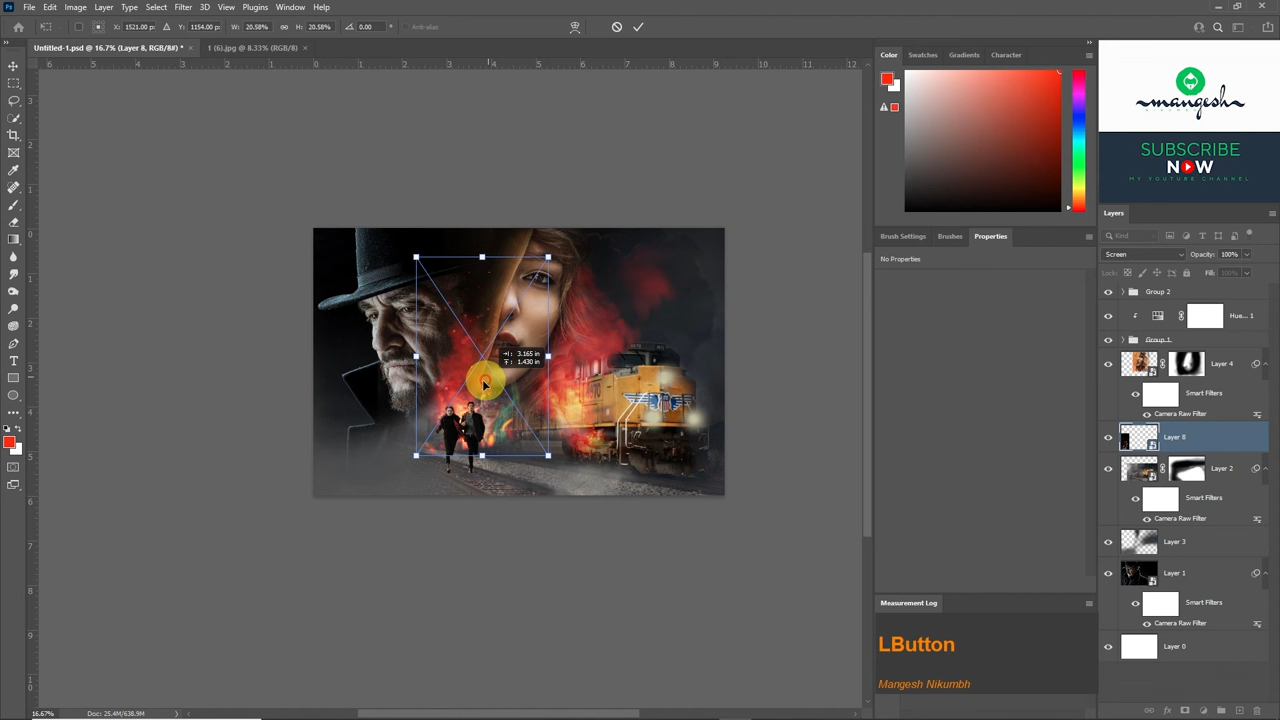 File Edit Image Layer Type Select Filter 3D View Plugins Window Help
X: 1521.00 p Y: 1154.00 p W: 20.58% H: 20.58% 0.00 ° Anti-alias
Untitled-1.psd @ 16.7% (Layer 8, RGB/8#) * × 1 (6).jpg @ 8.33% (RGB/8) ×
Color Swatches Gradients Character
mangesh
SUBSCRIBE
NOW
MY YOUTUBE CHANNEL
Brush Settings Brushes Properties
No Properties
Layers
Kind
Screen Opacity: 100%
Lock: Fill: 100%
Group 2
Hue... 1
Group 1
Layer 4
Smart Filters
Camera Raw Filter
Layer 8
Layer 2
Smart Filters
Camera Raw Filter
Layer 3
Layer 1
Smart Filters
Camera Raw Filter
Layer 0
3.165 in
1.430 in
Measurement Log
LButton
Mangesh Nikumbh
16.67% Doc: 25.4M/638.9M